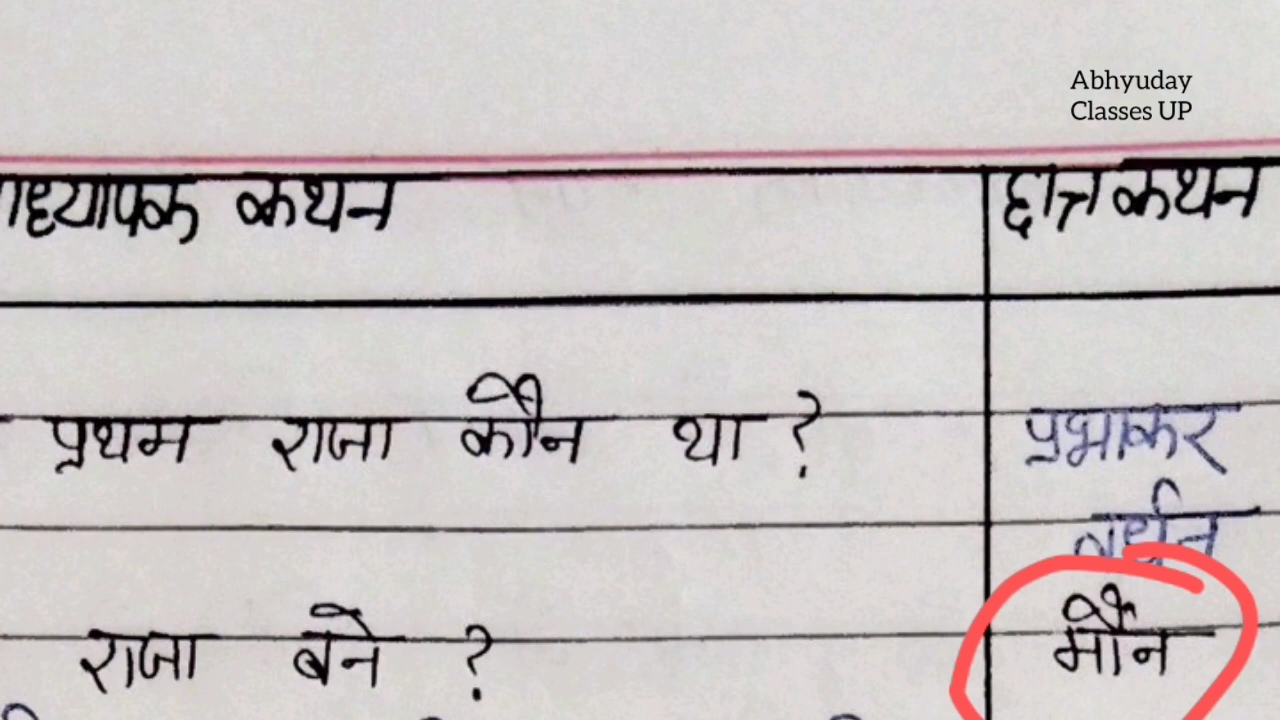 Abhyuday
Classes UP
ाध्यापक कथन छात्र कथन
प्रथम राजा कौन था ? प्रभाकर
वर्धन
राजा बने ? मौन